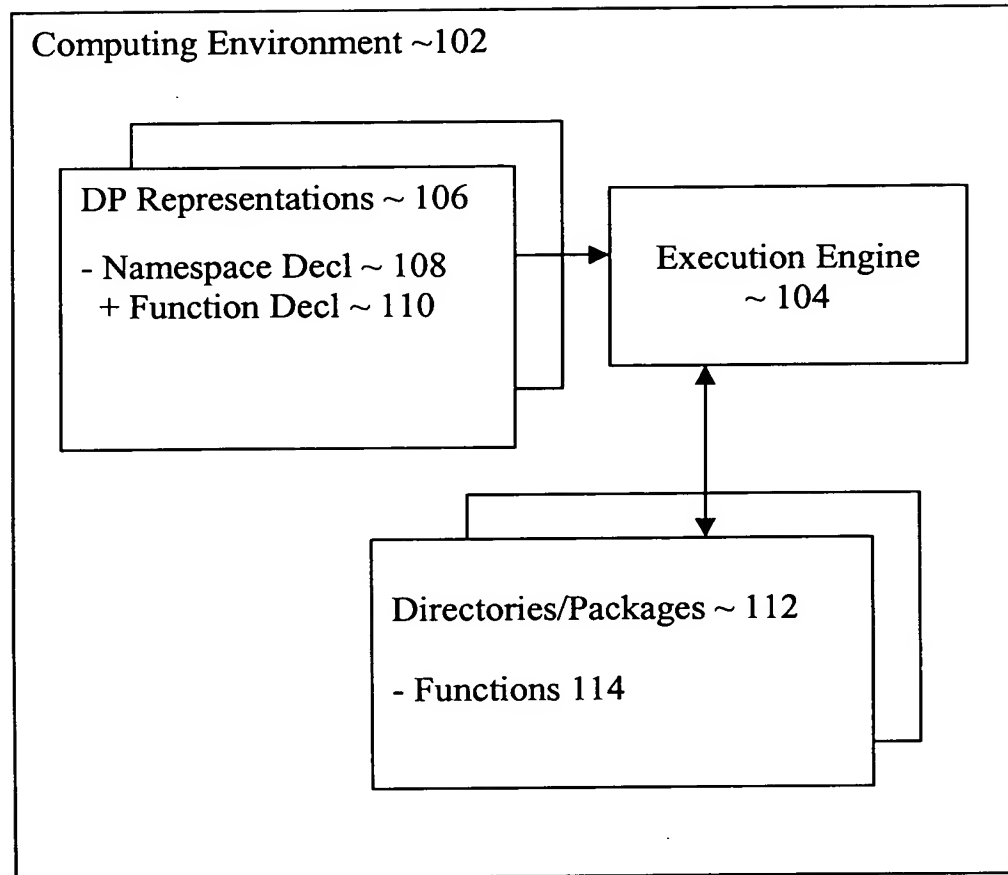 Computing Environment ~102
DP Representations ~ 106
- Namespace Decl ~ 108
+ Function Decl ~ 110
Execution Engine
~ 104
Directories/Packages ~ 112
- Functions 114